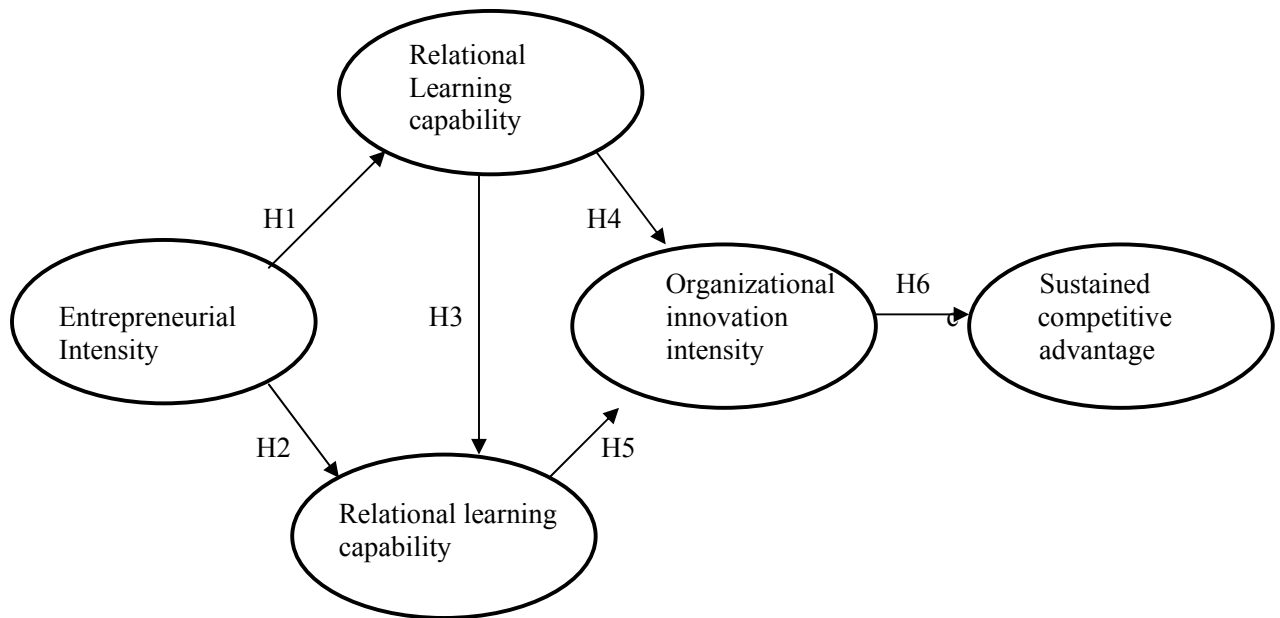 Relational
Learning
capability
H1
H4
Entrepreneurial
Intensity
H3
Organizational
innovation
intensity
H6
c
Sustained
competitive
advantage
H2
H5
Relational learning
capability